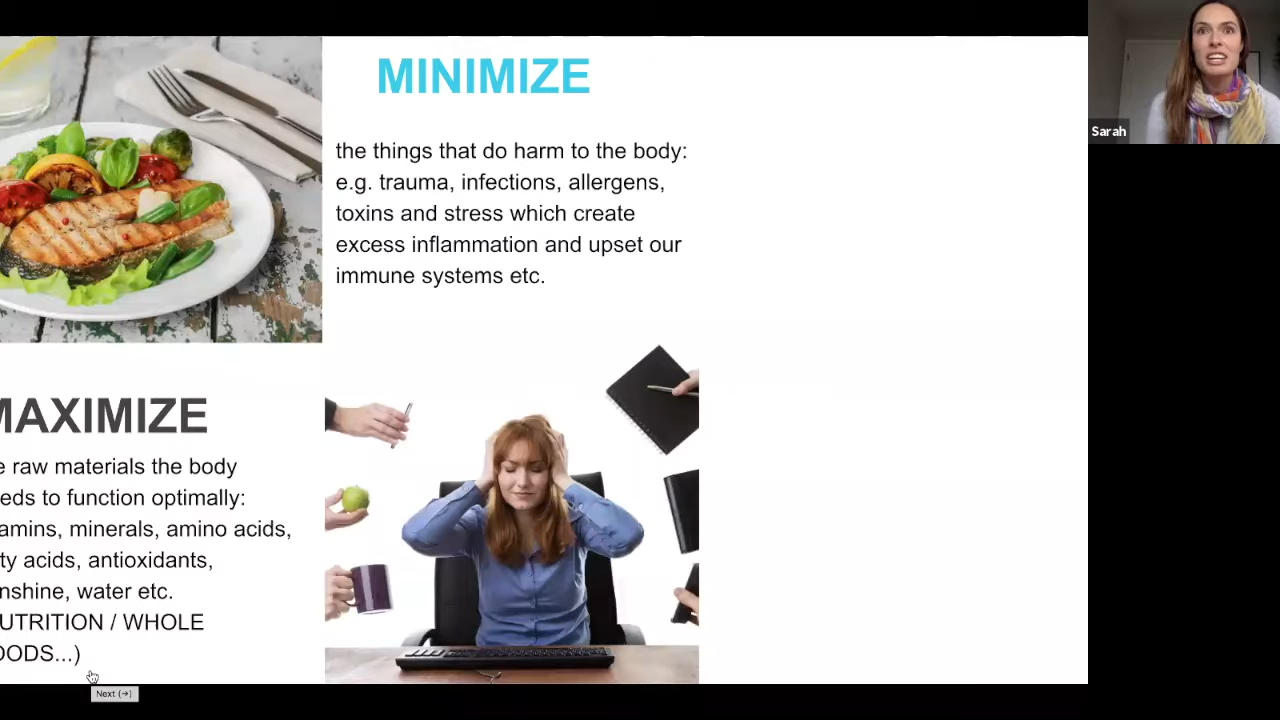 MINIMIZE
the things that do harm to the body:
e.g. trauma, infections, allergens,
toxins and stress which create
excess inflammation and upset our
immune systems etc.
Sarah
MAXIMIZE
e raw materials the body
eds to function optimally:
amins, minerals, amino acids,
ty acids, antioxidants,
nshine, water etc.
UTRITION / WHOLE
OODS...)
Next (→)